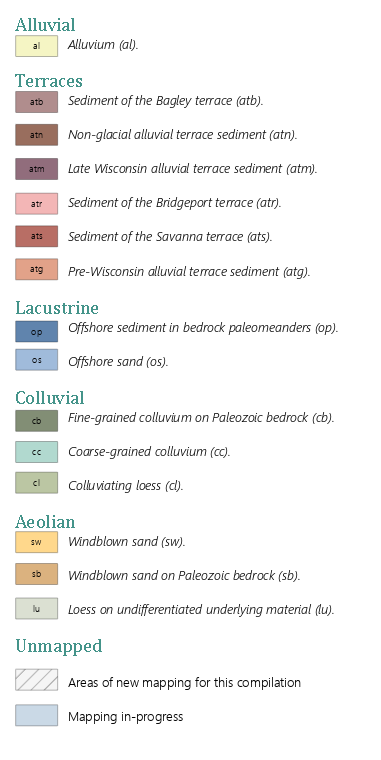 Alluvial
al Alluvium (al).
Terraces
atb Sediment of the Bagley terrace (atb).
atn Non-glacial alluvial terrace sediment (atn).
atm Late Wisconsin alluvial terrace sediment (atm).
atr Sediment of the Bridgeport terrace (atr).
ats Sediment of the Savanna terrace (ats).
atg Pre-Wisconsin alluvial terrace sediment (atg).
Lacustrine
op Offshore sediment in bedrock paleomeanders (op).
os Offshore sand (os).
Colluvial
cb Fine-grained colluvium on Paleozoic bedrock (cb).
cc Coarse-grained colluvium (cc).
cl Colluviating loess (cl).
Aeolian
sw Windblown sand (sw).
sb Windblown sand on Paleozoic bedrock (sb).
lu Loess on undifferentiated underlying material (lu).
Unmapped
Areas of new mapping for this compilation
Mapping in-progress